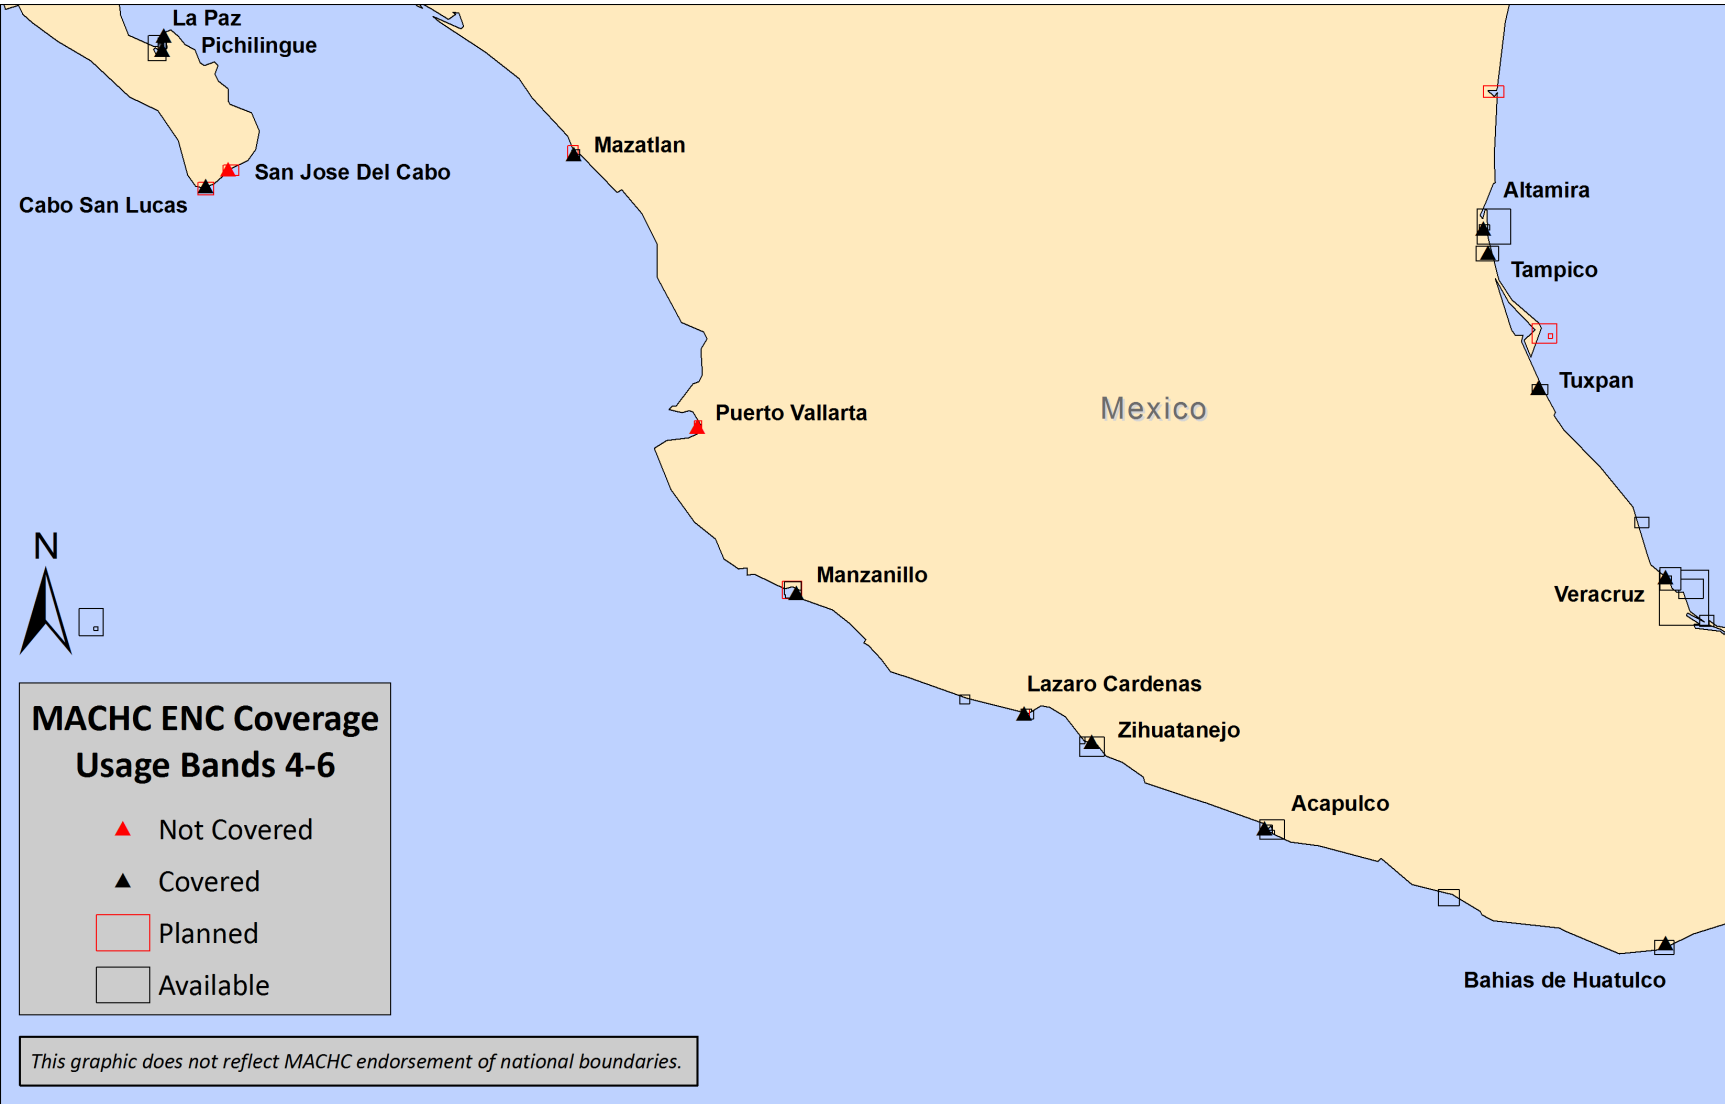 La Paz
Pichilingue
Mazatlan
San Jose Del Cabo
Cabo San Lucas
Altamira
Tampico
Tuxpan
Mexico
Puerto Vallarta
N
Manzanillo
Veracruz
Lazaro Cardenas
Zihuatanejo
Acapulco
Bahias de Huatulco
MACHC ENC Coverage
Usage Bands 4-6
Not Covered
Covered
Planned
Available
This graphic does not reflect MACHC endorsement of national boundaries.